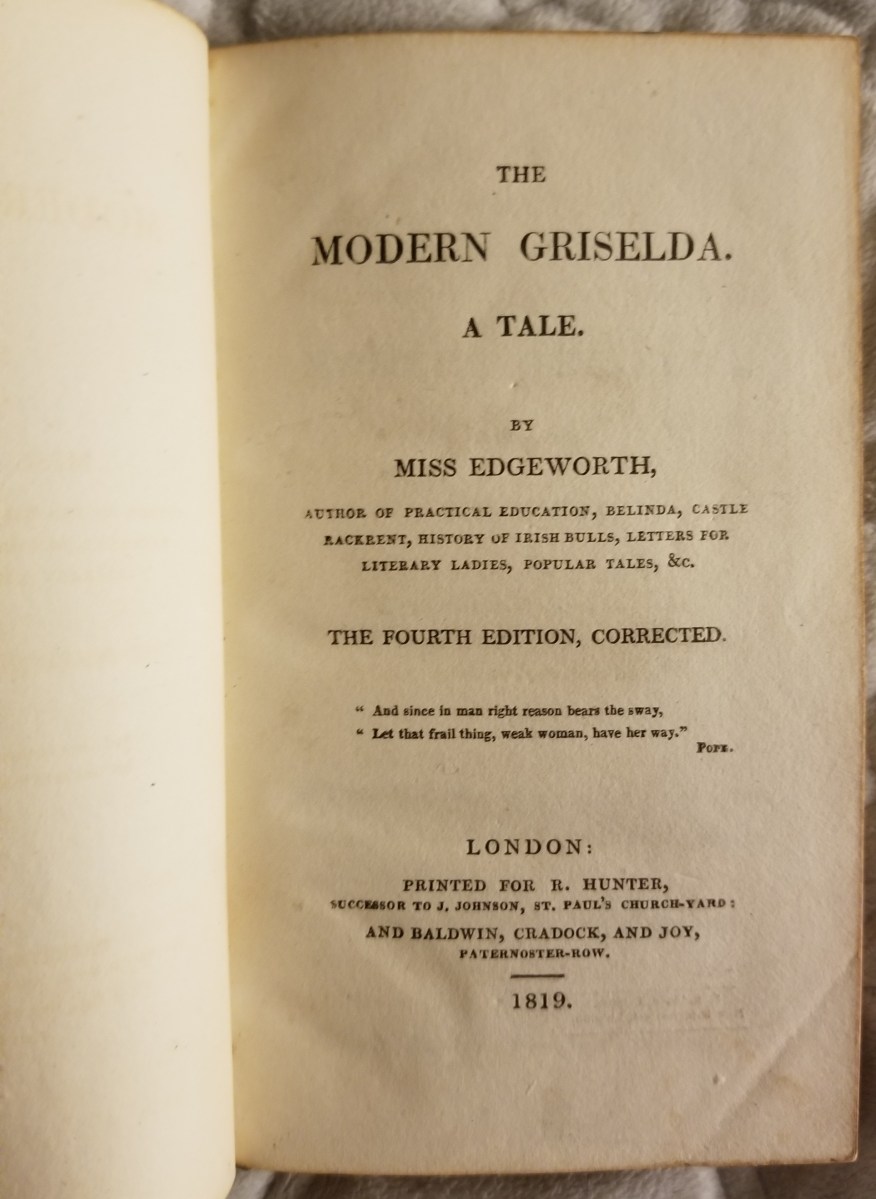 THE
MODERN GRISELDA.
A TALE.
BY
MISS EDGEWORTH,
AUTHOR OF PRACTICAL EDUCATION, BELINDA, CASTLE
RACKRENT, HISTORY OF IRISH BULLS, LETTERS FOR
LITERARY LADIES, POPULAR TALES, &C.
THE FOURTH EDITION, CORRECTED.
“ And since in man right reason bears the sway,
“ Let that frail thing, weak woman, have her way.”
POPE.
LONDON:
PRINTED FOR R. HUNTER,
SUCCESSOR TO J. JOHNSON, ST. PAUL'S CHURCH-YARD:
AND BALDWIN, CRADOCK, AND JOY,
PATERNOSTER-ROW.
1819.